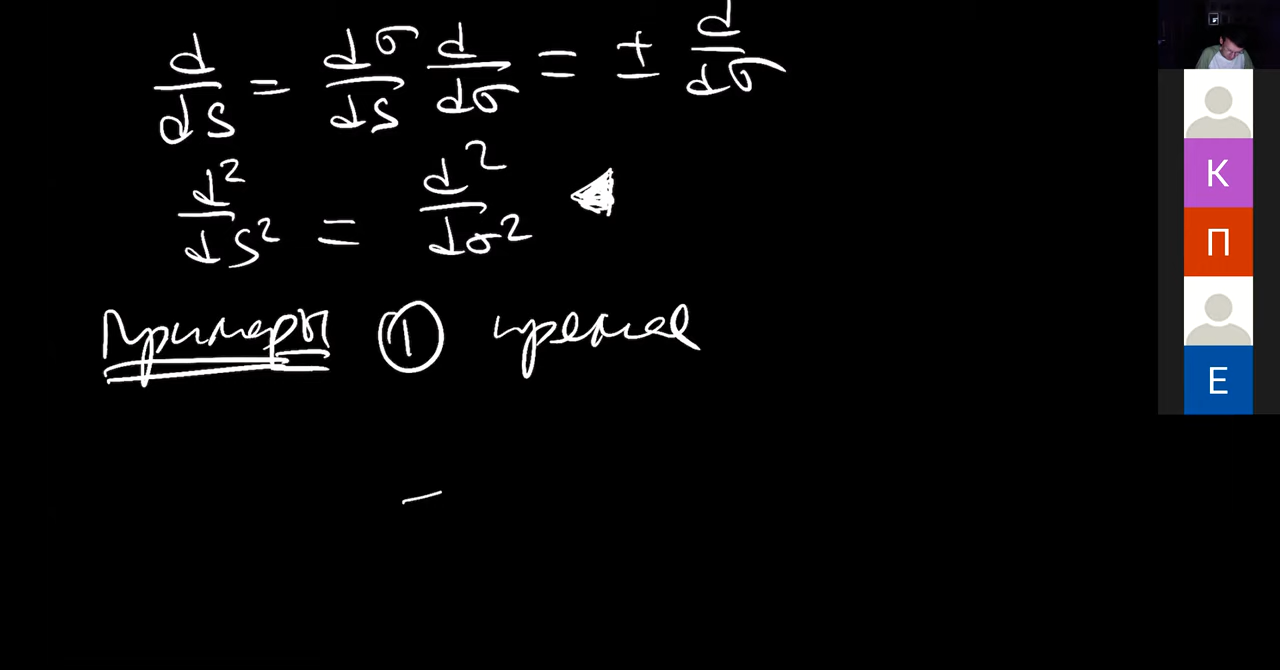 d/ds = dσ/ds d/dσ = ± d/dσ
d²/ds² = d²/dσ² ◄
Примеры ① прямая
К
П
Е